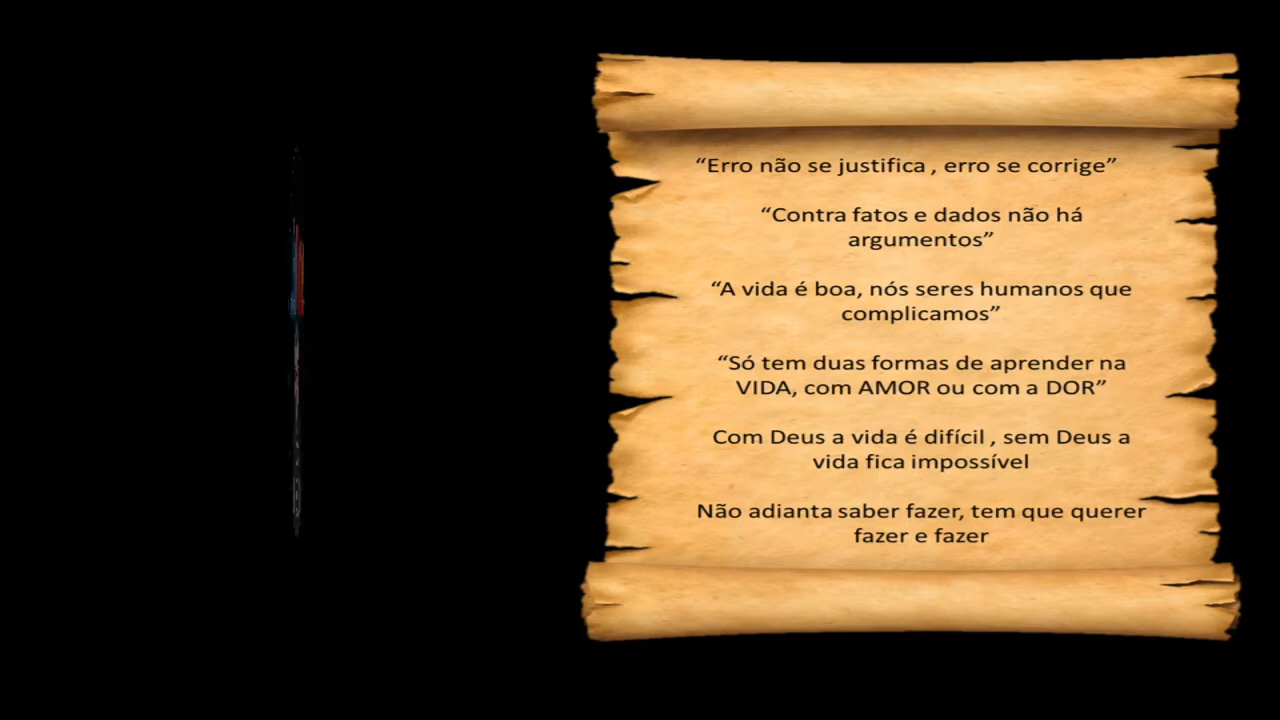 “Erro não se justifica , erro se corrige”
“Contra fatos e dados não há
argumentos”
“A vida é boa, nós seres humanos que
complicamos”
“Só tem duas formas de aprender na
VIDA, com AMOR ou com a DOR”
Com Deus a vida é difícil , sem Deus a
vida fica impossível
Não adianta saber fazer, tem que querer
fazer e fazer